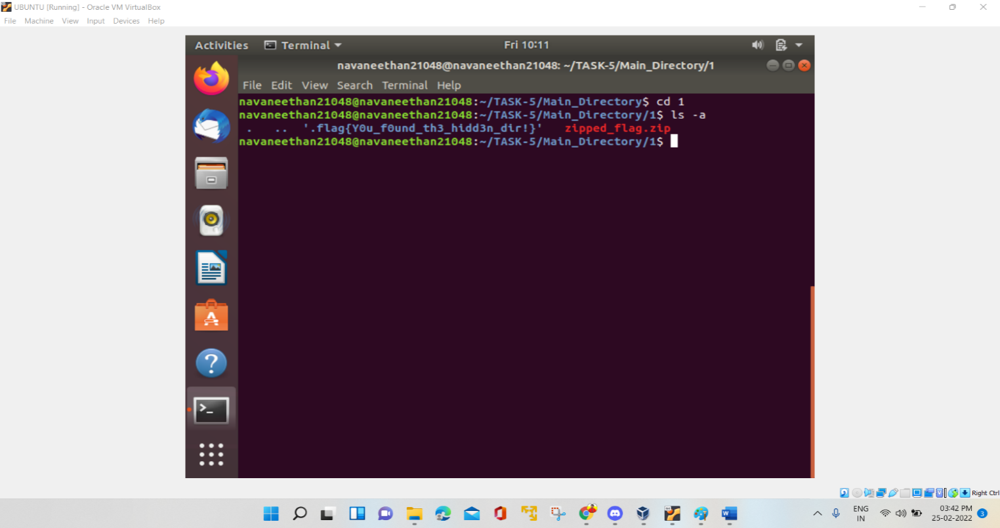 UBUNTU [Running] - Oracle VM VirtualBox
File Machine View Input Devices Help
Activities Terminal Fri 10:11
navaneethan21048@navaneethan21048: ~/TASK-5/Main_Directory/1
File Edit View Search Terminal Help
navaneethan21048@navaneethan21048:~/TASK-5/Main_Directory$ cd 1
navaneethan21048@navaneethan21048:~/TASK-5/Main_Directory/1$ ls -a
. .. '.flag{Y0u_f0und_th3_hidd3n_dir!}' zipped_flag.zip
navaneethan21048@navaneethan21048:~/TASK-5/Main_Directory/1$
Right Ctrl
ENG 03:42 PM
IN 25-02-2022 3